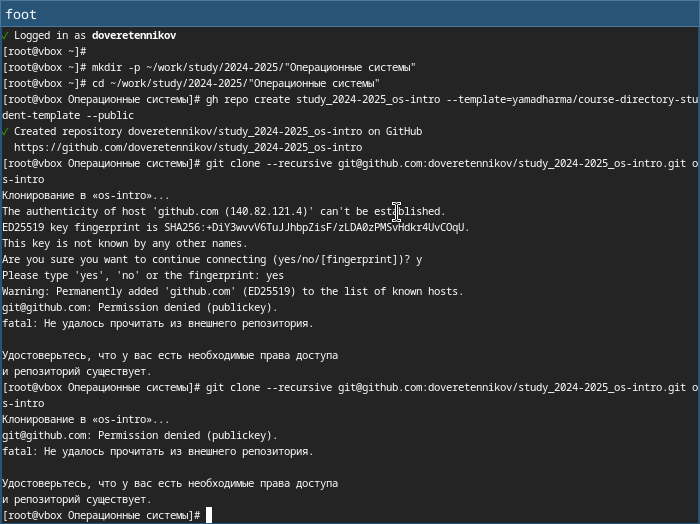 foot
✓ Logged in as doveretennikov
[root@vbox ~]#
[root@vbox ~]# mkdir -p ~/work/study/2024-2025/"Операционные системы"
[root@vbox ~]# cd ~/work/study/2024-2025/"Операционные системы"
[root@vbox Операционные системы]# gh repo create study_2024-2025_os-intro --template=yamadharma/course-directory-stu
dent-template --public
✓ Created repository doveretennikov/study_2024-2025_os-intro on GitHub
https://github.com/doveretennikov/study_2024-2025_os-intro
[root@vbox Операционные системы]# git clone --recursive git@github.com:doveretennikov/study_2024-2025_os-intro.git o
s-intro
Клонирование в «os-intro»...
The authenticity of host 'github.com (140.82.121.4)' can't be established.
ED25519 key fingerprint is SHA256:+DiY3wvvV6TuJJhbpZisF/zLDA0zPMSvHdkr4UvCOqU.
This key is not known by any other names.
Are you sure you want to continue connecting (yes/no/[fingerprint])? y
Please type 'yes', 'no' or the fingerprint: yes
Warning: Permanently added 'github.com' (ED25519) to the list of known hosts.
git@github.com: Permission denied (publickey).
fatal: Не удалось прочитать из внешнего репозитория.
Удостоверьтесь, что у вас есть необходимые права доступа
и репозиторий существует.
[root@vbox Операционные системы]# git clone --recursive git@github.com:doveretennikov/study_2024-2025_os-intro.git o
s-intro
Клонирование в «os-intro»...
git@github.com: Permission denied (publickey).
fatal: Не удалось прочитать из внешнего репозитория.
Удостоверьтесь, что у вас есть необходимые права доступа
и репозиторий существует.
[root@vbox Операционные системы]#